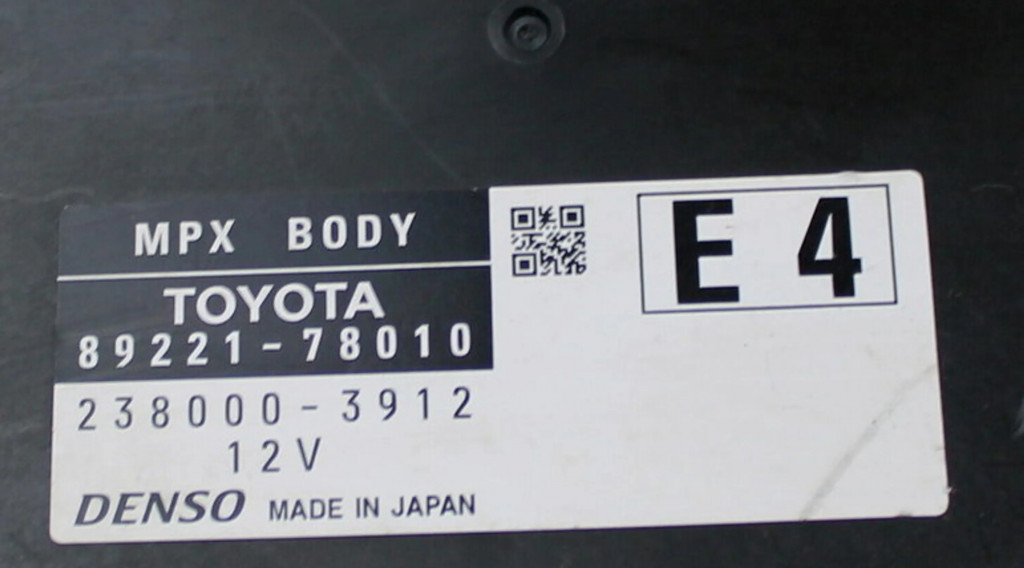 MPX BODY
TOYOTA
89221-78010
238000-3912
12V
DENSO MADE IN JAPAN
E 4